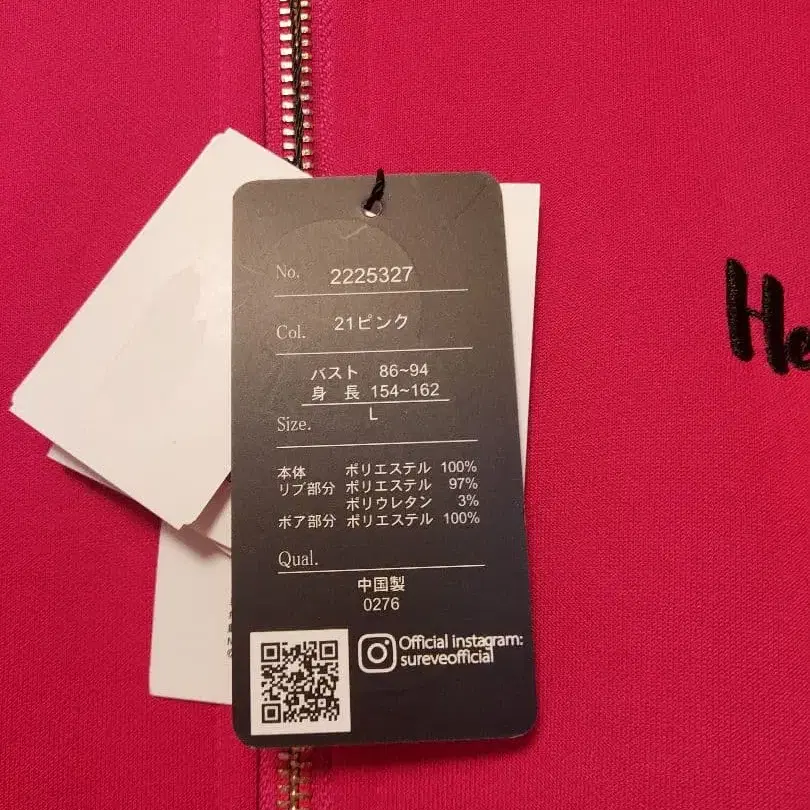 No. 2225327
Col. 21ピンク
バスト 86~94
身 長 154~162
Size. L
本体 ポリエステル 100%
リブ部分 ポリエステル 97%
ポリウレタン 3%
ボア部分 ポリエステル 100%
Qual.
中国製
0276
Official instagram:
sureveofficial